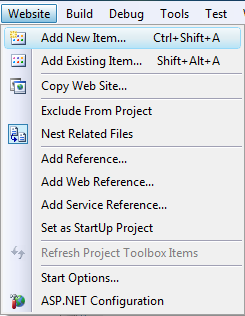 Website Build Debug Tools Test
Add New Item... Ctrl+Shift+A
Add Existing Item... Shift+Alt+A
Copy Web Site...
Exclude From Project
Nest Related Files
Add Reference...
Add Web Reference...
Add Service Reference...
Set as StartUp Project
Refresh Project Toolbox Items
Start Options...
ASP.NET Configuration